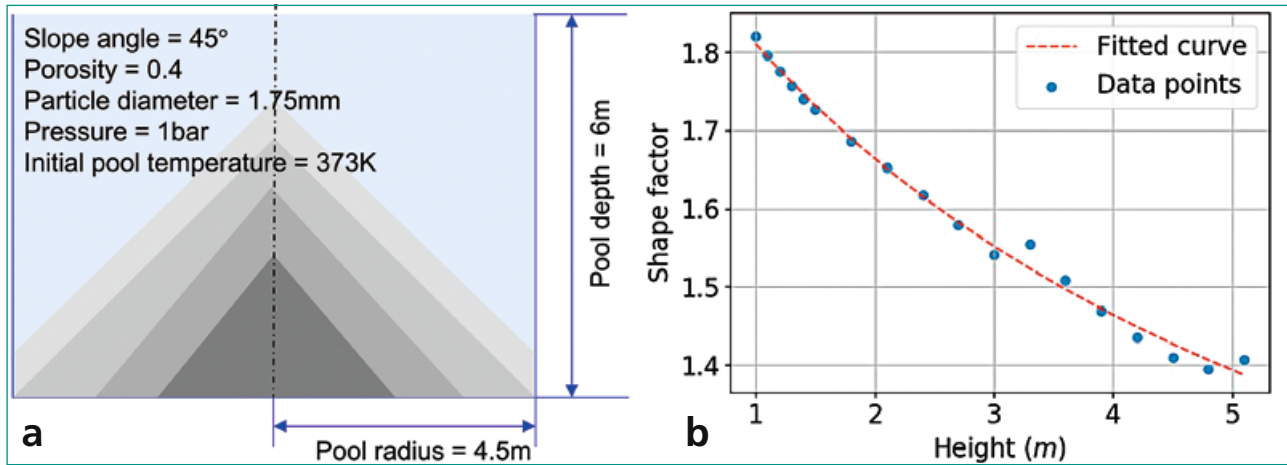 Slope angle = 45°
Porosity = 0.4
Particle diameter = 1.75mm
Pressure = 1bar
Initial pool temperature = 373K
Pool depth = 6m
Pool radius = 4.5m
a
Fitted curve
Data points
Shape factor
1.8
1.7
1.6
1.5
1.4
1 2 3 4 5
Height (m)
b